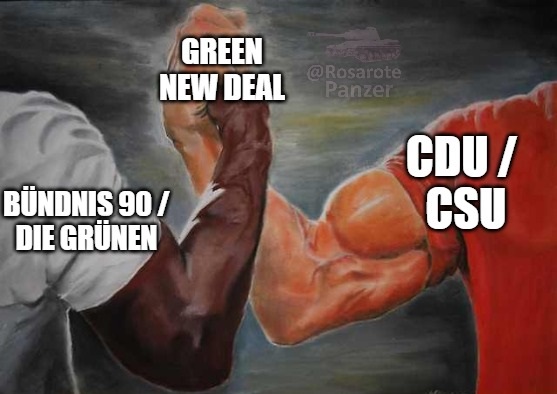 GREEN
NEW DEAL
@Rosarote
Panzer
CDU /
CSU
BÜNDNIS 90 /
DIE GRÜNEN